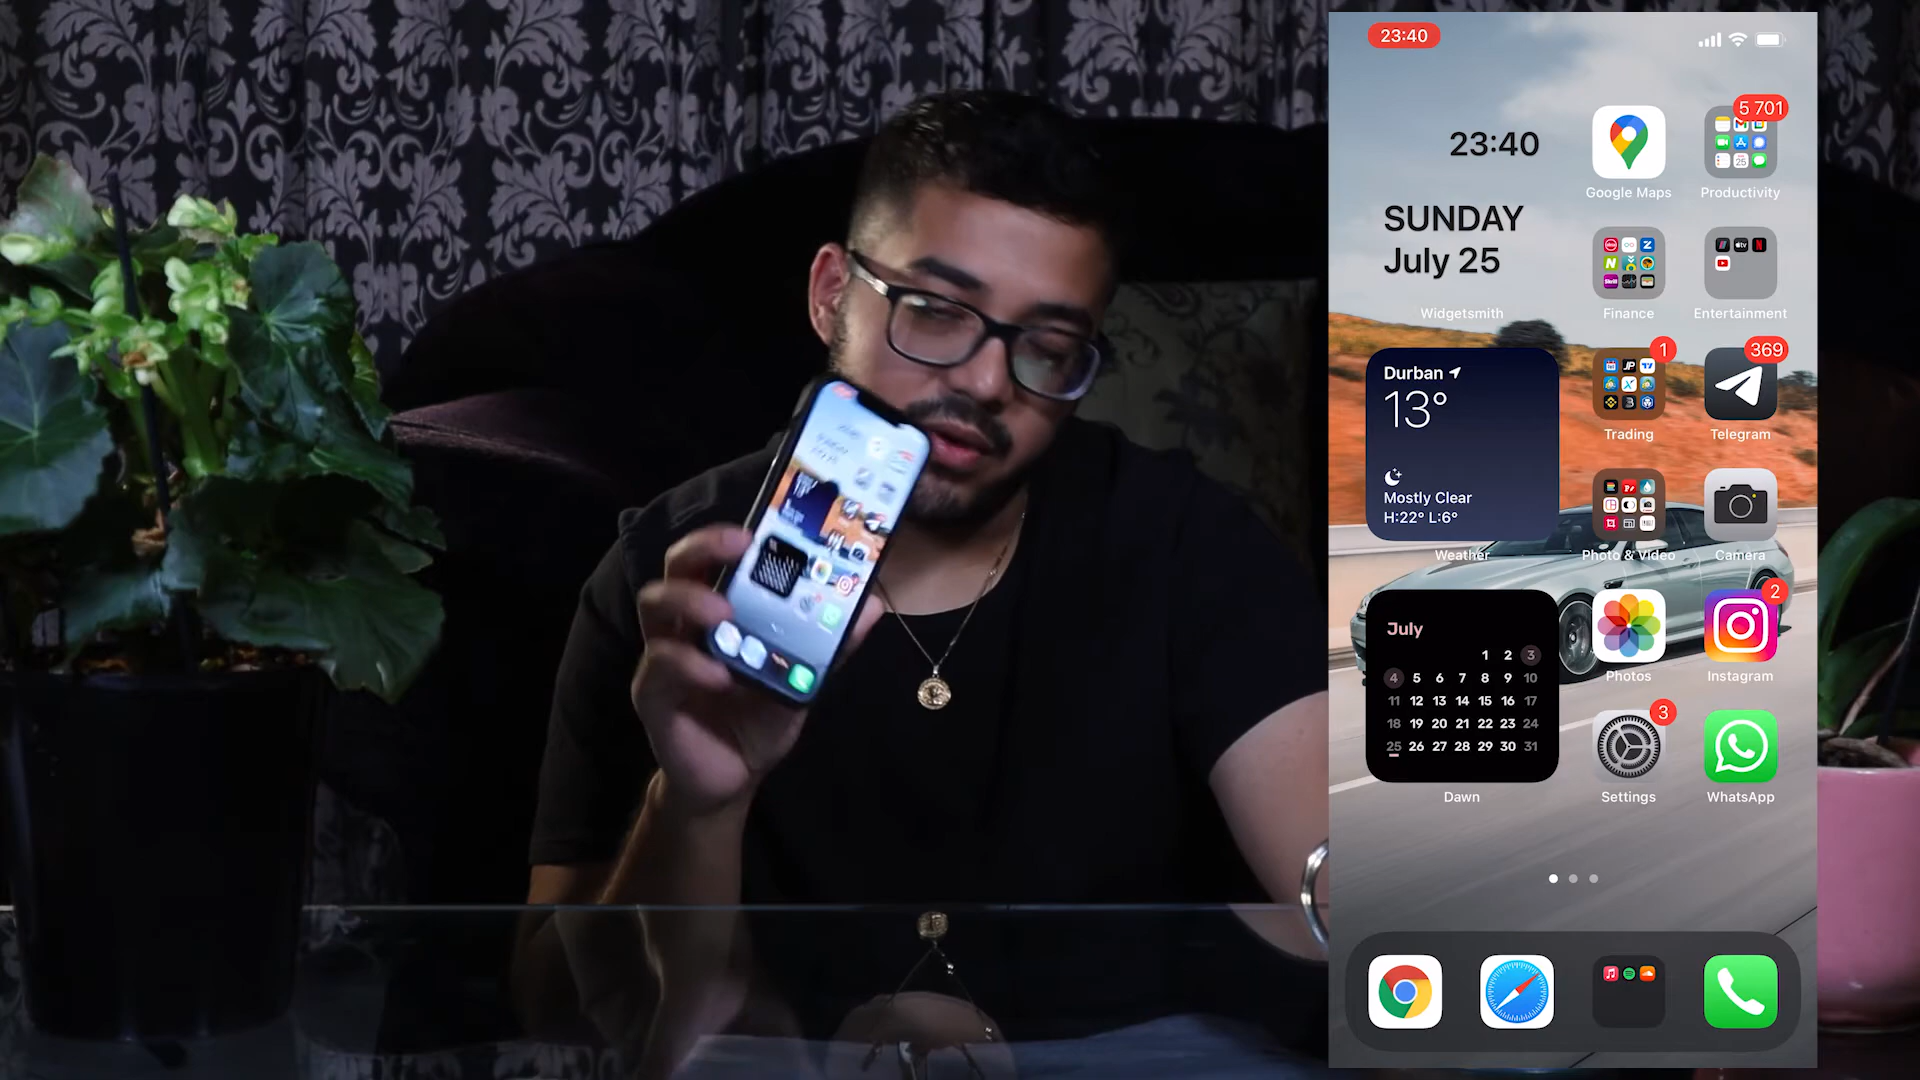 23:40
5 701
23:40
Google Maps
Productivity
SUNDAY
July 25
Widgetsmith
Finance
Entertainment
1
369
Durban
13°
Trading
Telegram
Mostly Clear
H:22° L:6°
Weather
Photo & Video
Camera
2
July
1 2 3
4 5 6 7 8 9 10
11 12 13 14 15 16 17
18 19 20 21 22 23 24
25 26 27 28 29 30 31
Photos
Instagram
3
Dawn
Settings
WhatsApp